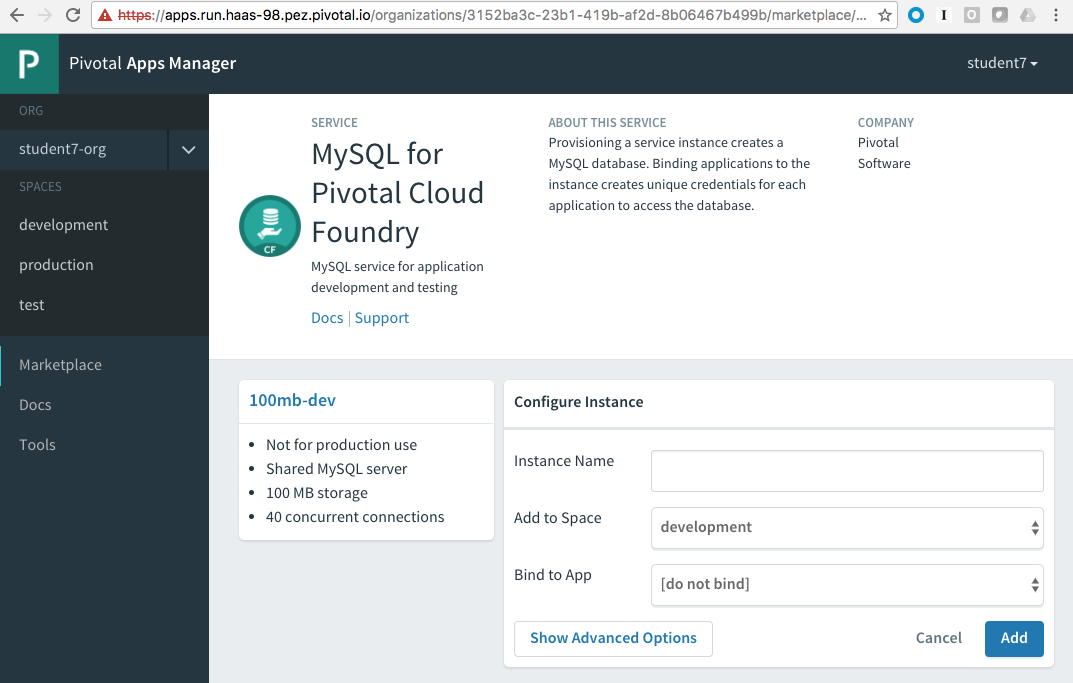 https://apps.run.haas-98.pez.pivotal.io/organizations/3152ba3c-23b1-419b-af2d-8b06467b499b/marketplace/...
P
Pivotal Apps Manager
student7
ORG
student7-org
SPACES
development
production
test
Marketplace
Docs
Tools
CF
SERVICE
MySQL for
Pivotal Cloud
Foundry
MySQL service for application
development and testing
Docs | Support
ABOUT THIS SERVICE
Provisioning a service instance creates a
MySQL database. Binding applications to the
instance creates unique credentials for each
application to access the database.
COMPANY
Pivotal
Software
100mb-dev
• Not for production use
• Shared MySQL server
• 100 MB storage
• 40 concurrent connections
Configure Instance
Instance Name
Add to Space
development
Bind to App
[do not bind]
Show Advanced Options
Cancel
Add